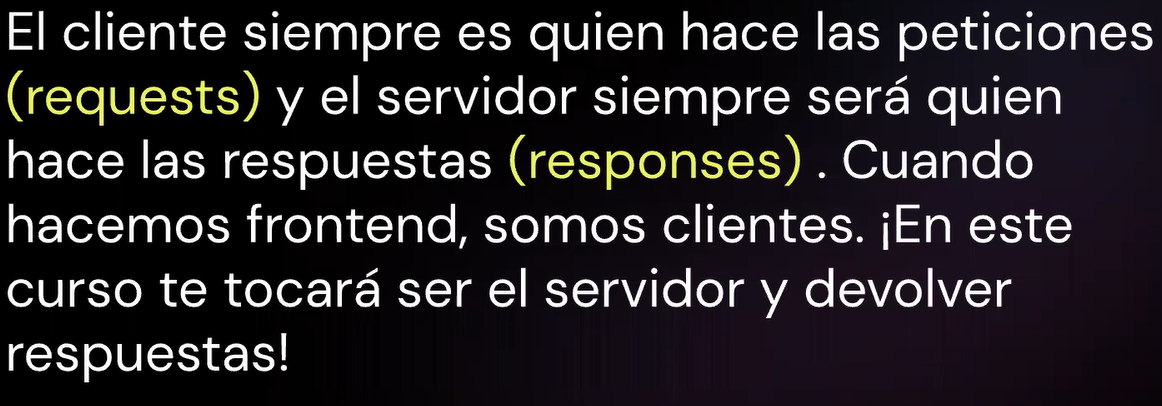 El cliente siempre es quien hace las peticiones
(requests) y el servidor siempre será quien
hace las respuestas (responses) . Cuando
hacemos frontend, somos clientes. ¡En este
curso te tocará ser el servidor y devolver
respuestas!